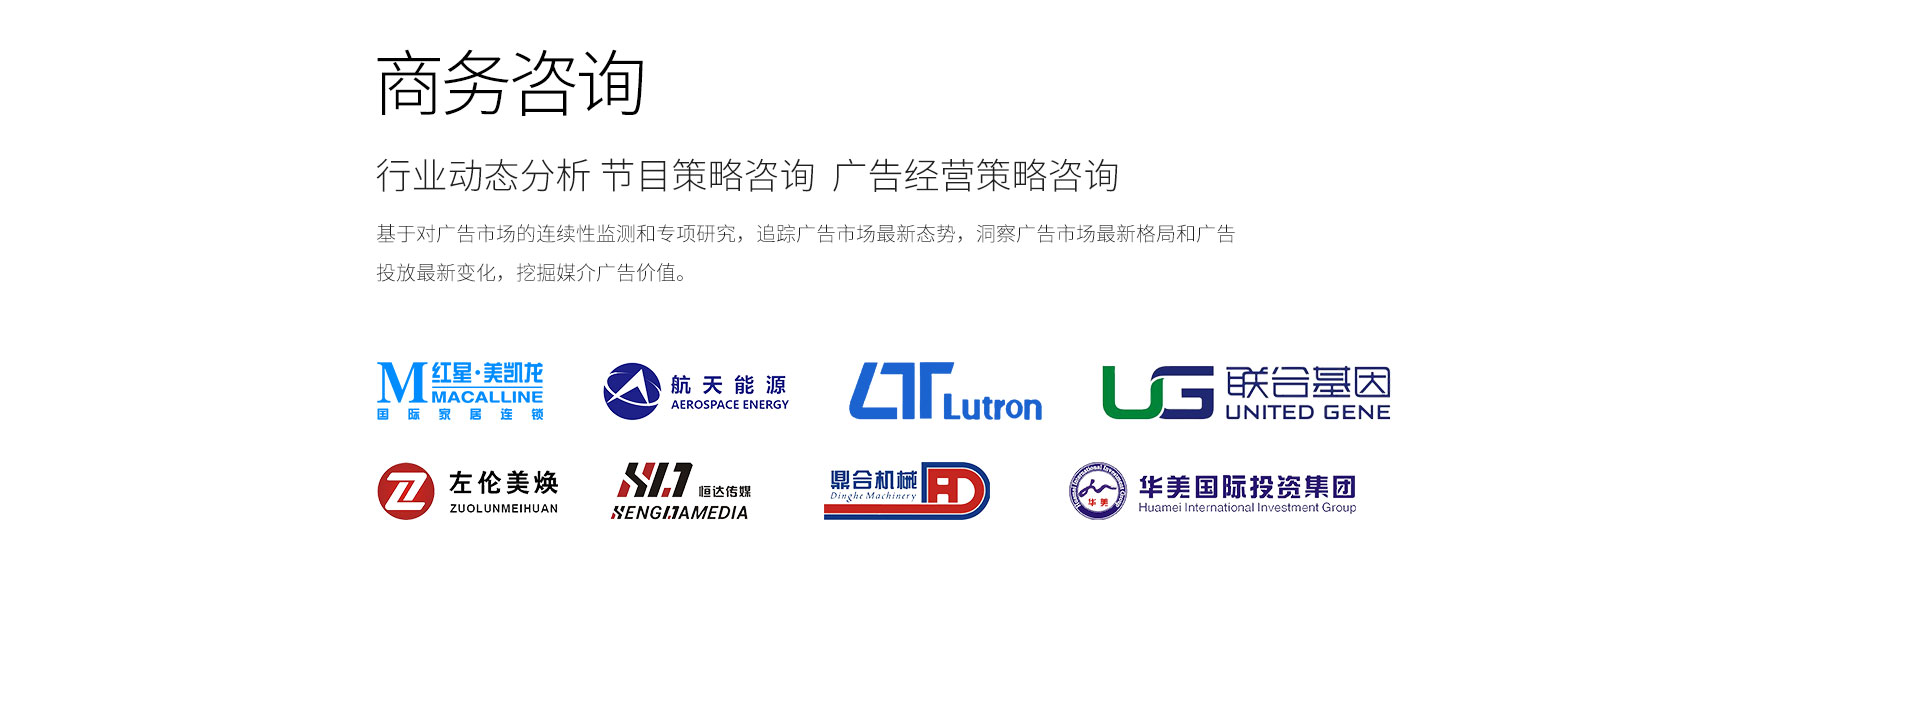 商务咨询
行业动态分析 节目策略咨询 广告经营策略咨询
基于对广告市场的连续性监测和专项研究，追踪广告市场最新态势，洞察广告市场最新格局和广告
投放最新变化，挖掘媒介广告价值。
M 红星·美凯龙
MACALLINE
国际家居连锁
航天能源
AEROSPACE ENERGY
Lutron
UG 联合基因
UNITED GENE
左伦美焕
ZUOLUNMEIHUAN
恒达传媒
HENGDAMEDIA
鼎合机械
Dinghe Machinery
华美
华美国际投资集团
Huamei International Investment Group